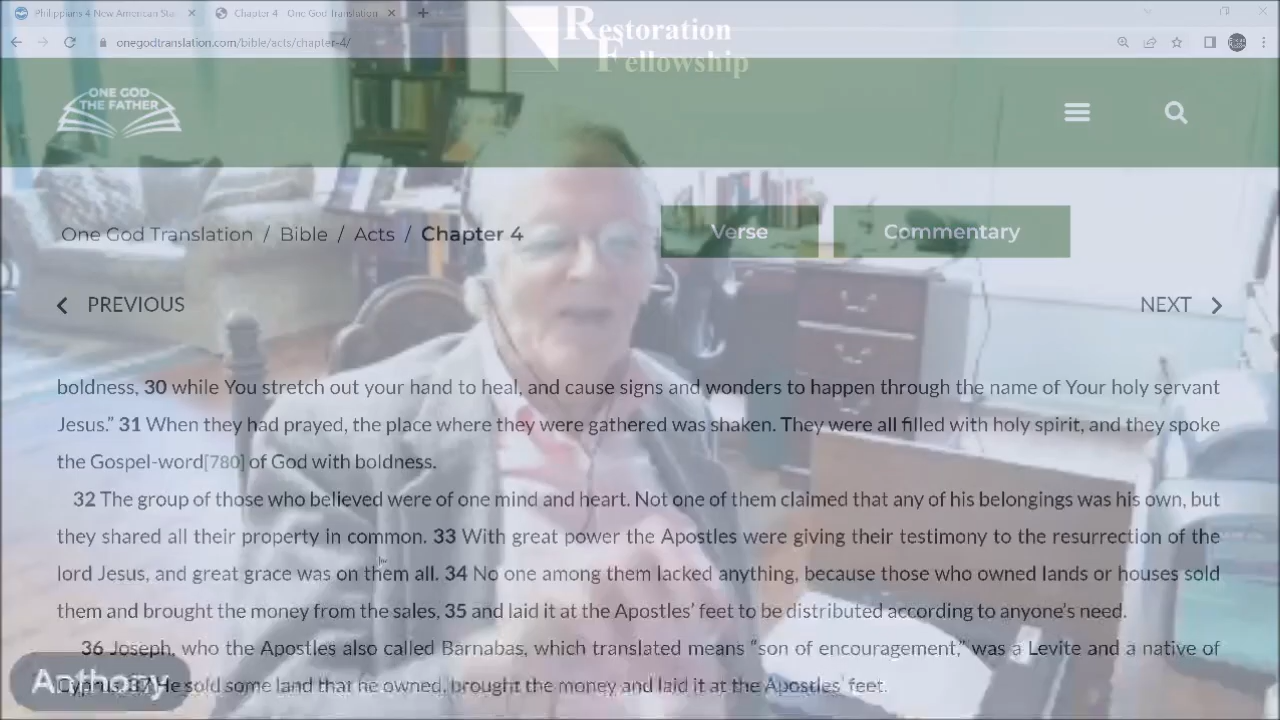 Philippians 4 New American Stan
Chapter 4 - One God Translation
onegodtranslation.com/bible/acts/chapter-4/
Restoration
Fellowship
ONE GOD
THE FATHER
One God Translation / Bible / Acts / Chapter 4
Verse
Commentary
PREVIOUS
NEXT
boldness, 30 while You stretch out your hand to heal, and cause signs and wonders to happen through the name of Your holy servant
Jesus.” 31 When they had prayed, the place where they were gathered was shaken. They were all filled with holy spirit, and they spoke
the Gospel-word[780] of God with boldness.
32 The group of those who believed were of one mind and heart. Not one of them claimed that any of his belongings was his own, but
they shared all their property in common. 33 With great power the Apostles were giving their testimony to the resurrection of the
lord Jesus, and great grace was on them all. 34 No one among them lacked anything, because those who owned lands or houses sold
them and brought the money from the sales, 35 and laid it at the Apostles’ feet to be distributed according to anyone’s need.
36 Joseph, who the Apostles also called Barnabas, which translated means “son of encouragement,” was a Levite and a native of
Cyprus. 37 He sold some land that he owned, brought the money and laid it at the Apostles’ feet.
Anthony